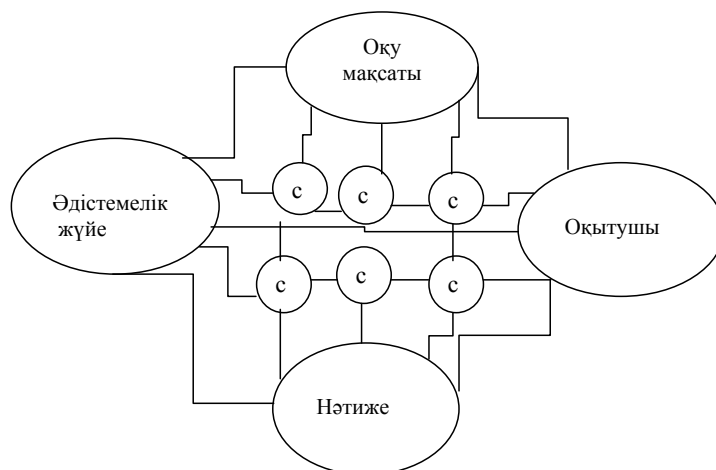 Оқу
мақсаты
с с с
Әдістемелік
жүйе
Оқытушы
с с с
Нәтиже